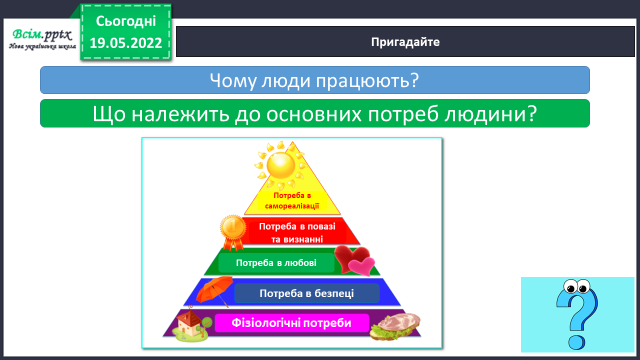 Всім.pptx
Нова українська школа
Сьогодні
19.05.2022
Пригадайте
Чому люди працюють?
Що належить до основних потреб людини?
Потреба в
самореалізації
Потреба в повазі
та визнанні
Потреба в любові
Потреба в безпеці
Фізіологічні потреби